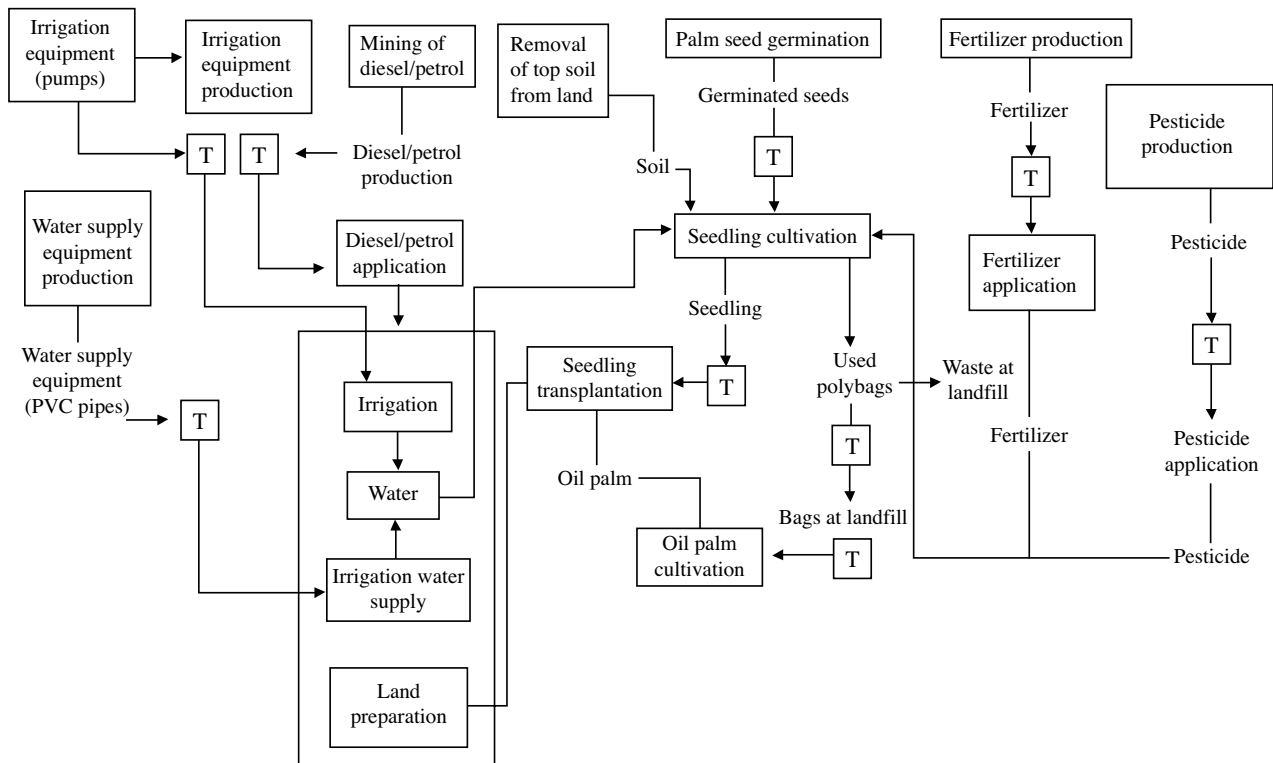 Irrigation
equipment
(pumps)
Irrigation
equipment
production
Mining of
diesel/petrol
Removal
of top soil
from land
Palm seed germination
Fertilizer production
Germinated seeds
Fertilizer
Pesticide
production
T
T
Diesel/petrol
production
Soil
T
T
Water supply
equipment
production
Diesel/petrol
application
Seedling cultivation
Fertilizer
application
Pesticide
Seedling
T
Water supply
equipment
(PVC pipes)
T
Irrigation
Seedling
transplantation
T
Used
polybags
Waste at
landfill
T
Fertilizer
Pesticide
application
Water
Oil palm
Bags at landfill
Oil palm
cultivation
T
Pesticide
Irrigation water
supply
Land
preparation